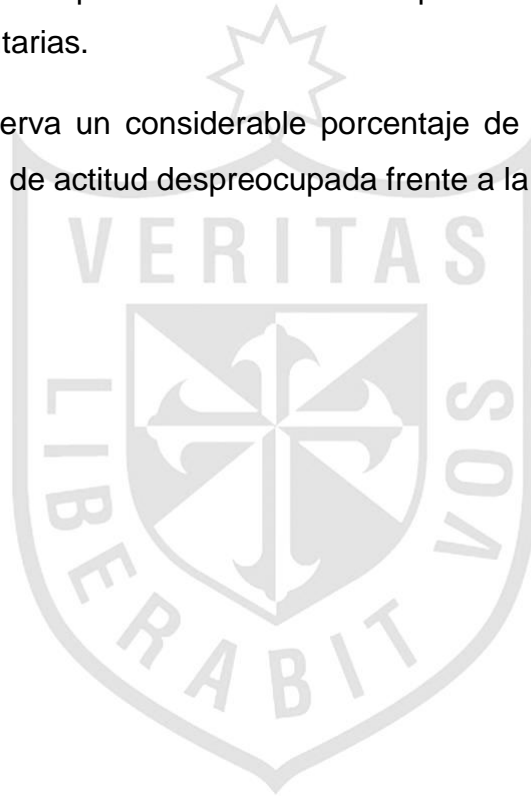 tarias.
erva un considerable porcentaje de
de actitud despreocupada frente a la
VERITAS
LIBERABIT VOS